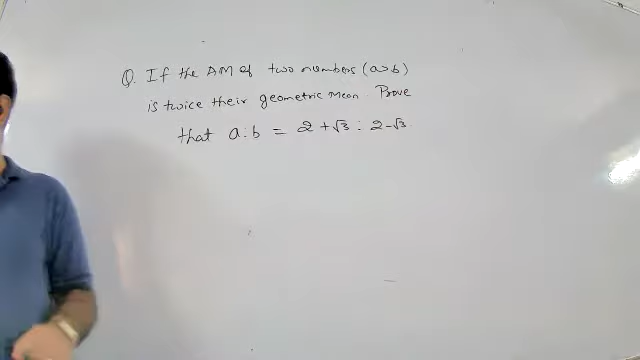 Q. If the AM of two numbers (a>b)
is twice their geometric Mean. Prove
that a:b = 2+√3 : 2-√3.